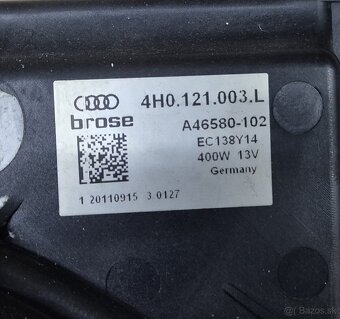 4H0.121.003.L
brose
A46580-102
EC138Y14
400W 13V
Germany
1 20110915 3 0127
© Bazos.sk